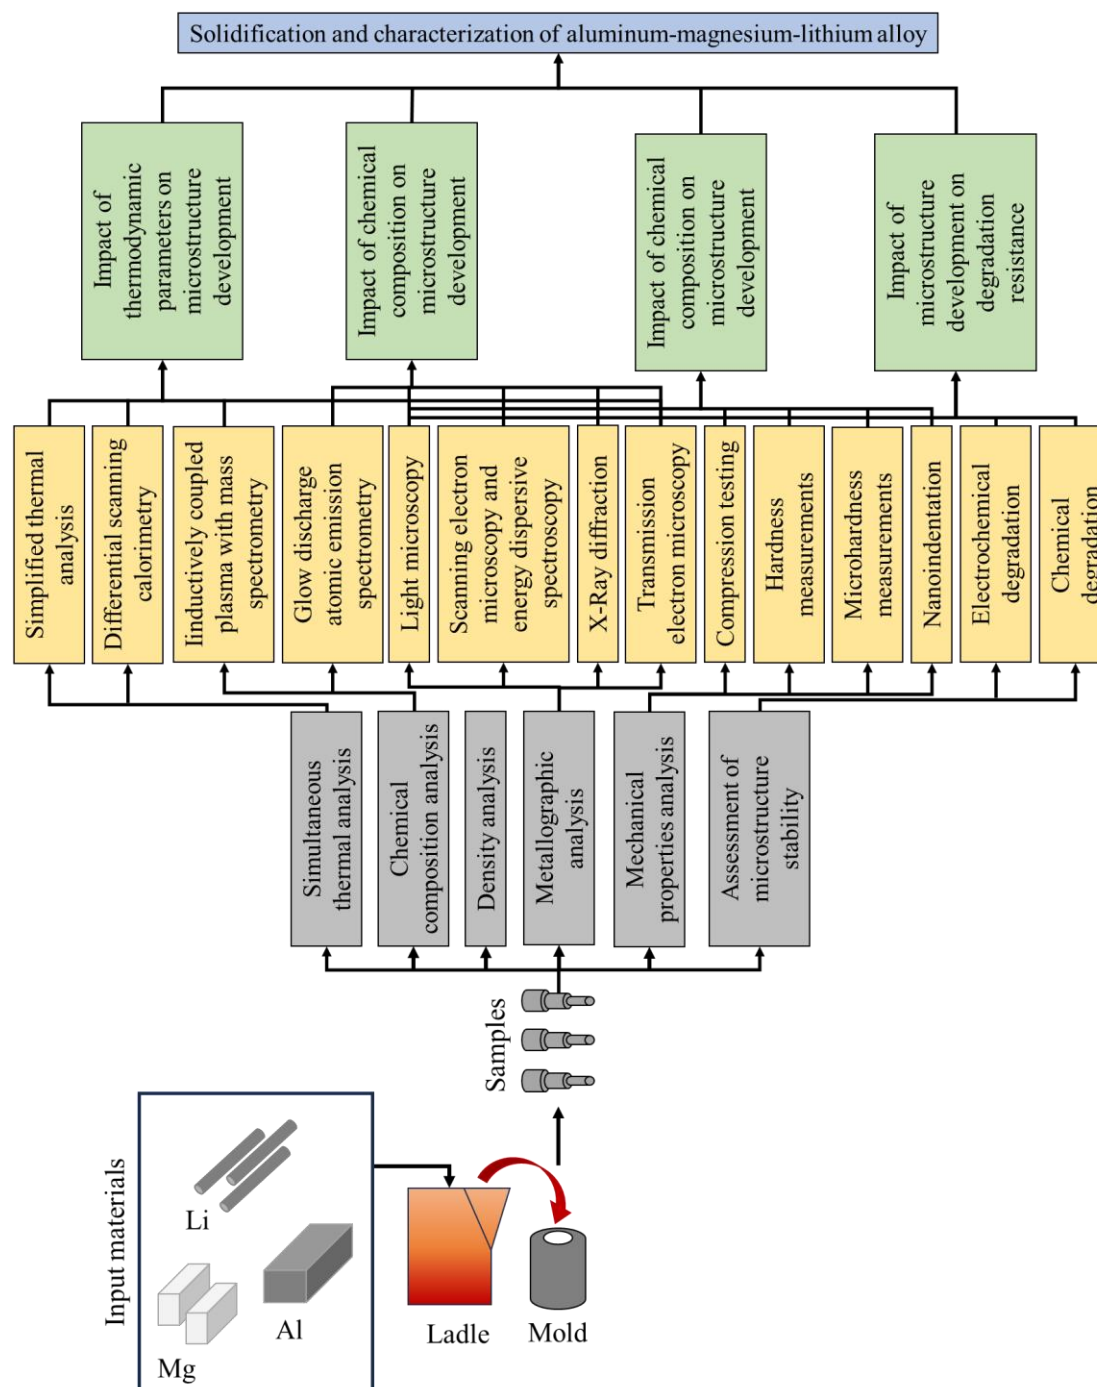 Solidification and characterization of aluminum-magnesium-lithium alloy
Impact of
thermodynamic
parameters on
microstructure
development
Impact of chemical
composition on
microstructure
development
Impact of chemical
composition on
microstructure
development
Impact of
microstructure
development on
degradation
resistance
Simplified thermal
analysis
Differential scanning
calorimetry
Iinductively coupled
plasma with mass
spectrometry
Glow discharge
atomic emission
spectrometry
Light microscopy
Scanning electron
microscopy and
energy dispersive
spectroscopy
X-Ray diffraction
Transmission
electron microscopy
Compression testing
Hardness
measurements
Microhardness
measurements
Nanoindentation
Electrochemical
degradation
Chemical
degradation
Simultaneous
thermal analysis
Chemical
composition analysis
Density analysis
Metallographic
analysis
Mechanical
properties analysis
Assessment of
microstructure
stability
Samples
Input materials
Li
Al
Mg
Ladle
Mold